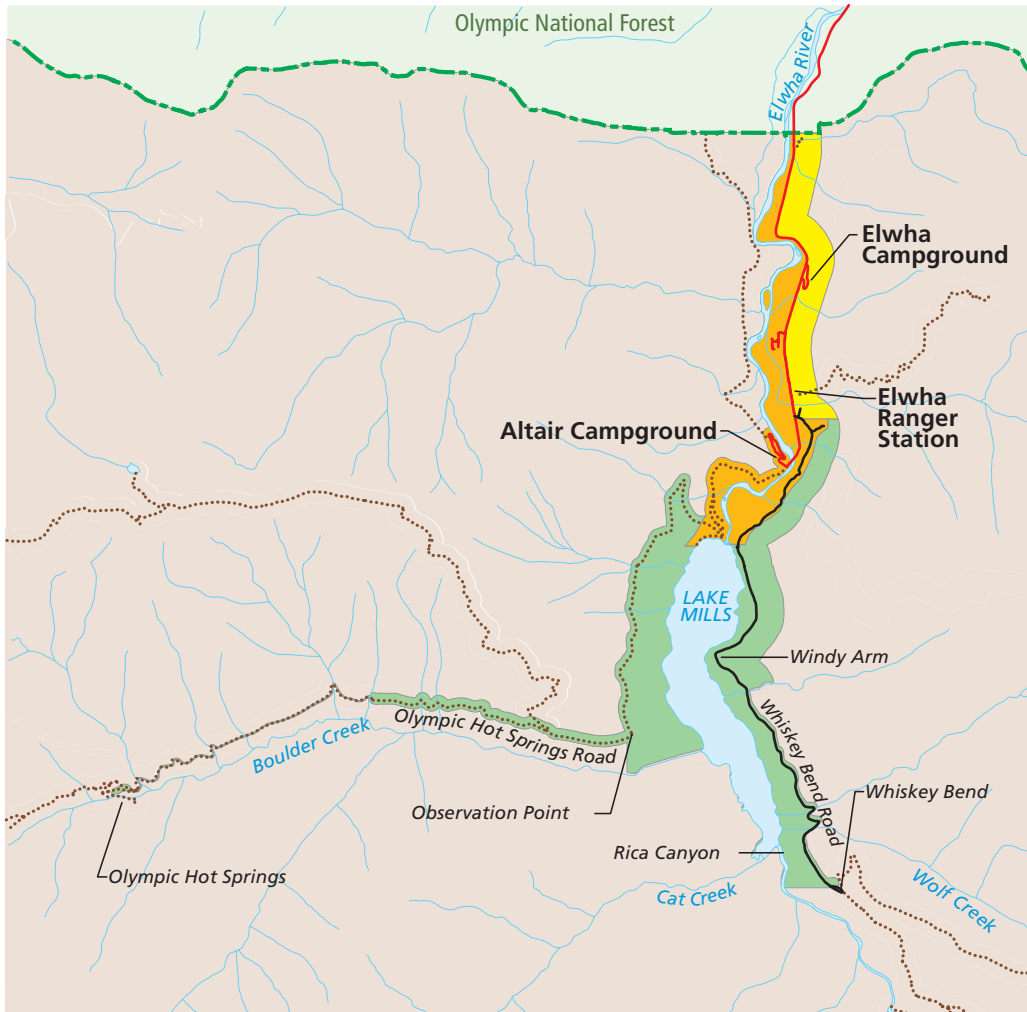 Olympic National Forest
Elwha River
Elwha
Campground
Elwha
Ranger
Station
Altair Campground
LAKE
MILLS
Windy Arm
Whiskey Bend Road
Olympic Hot Springs Road
Boulder Creek
Observation Point
Whiskey Bend
Rica Canyon
Olympic Hot Springs
Cat Creek
Wolf Creek